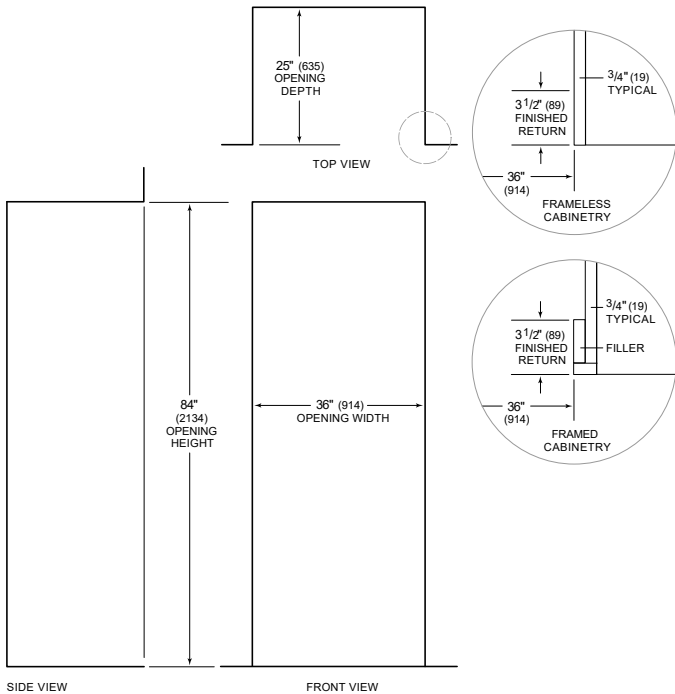 25" (635)
OPENING
DEPTH
TOP VIEW
3/4" (19)
TYPICAL
3 1/2" (89)
FINISHED
RETURN
36"
(914)
FRAMELESS
CABINETRY
3/4" (19)
TYPICAL
3 1/2" (89)
FINISHED
RETURN
FILLER
36"
(914)
FRAMED
CABINETRY
84"
(2134)
OPENING
HEIGHT
36" (914)
OPENING WIDTH
SIDE VIEW
FRONT VIEW